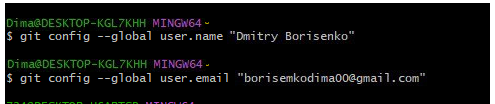 Dima@DESKTOP-KGL7KHH MINGW64 ~
$ git config --global user.name "Dmitry Borisenko"
Dima@DESKTOP-KGL7KHH MINGW64 ~
$ git config --global user.email "borisemkodima00@gmail.com"